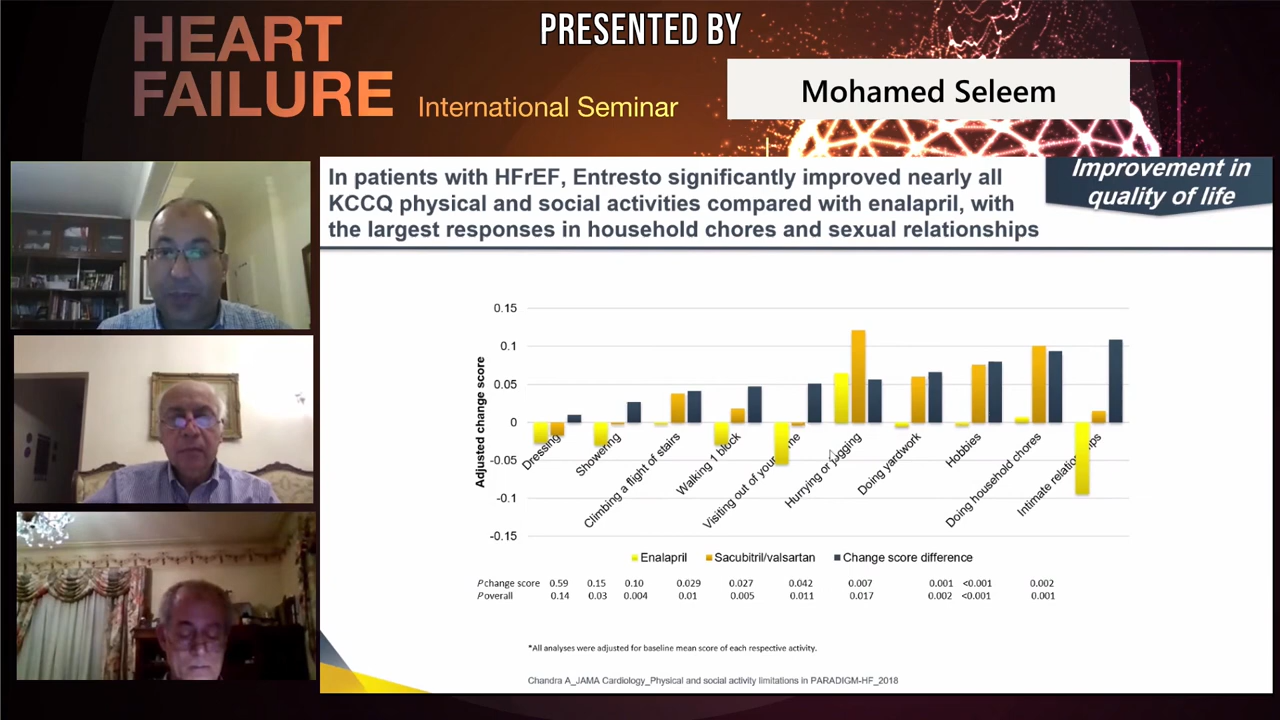 HEART
FAILURE
International Seminar
PRESENTED BY
Mohamed Seleem
In patients with HFrEF, Entresto significantly improved nearly all
KCCQ physical and social activities compared with enalapril, with
the largest responses in household chores and sexual relationships
Improvement in
quality of life
Adjusted change score
0.15
0.1
0.05
0
-0.05
-0.1
-0.15
Dressing
Showering
Climbing a flight of stairs
Walking 1 block
Visiting out of your
Hurrying or jogging
Doing yardwork
Hobbies
Doing household chores
Intimate relationships
Enalapril
Sacubitril/valsartan
Change score difference
P change score 0.59 0.15 0.10 0.029 0.027 0.042 0.007 0.001 <0.001 0.002
P overall 0.14 0.03 0.004 0.01 0.005 0.011 0.017 0.002 <0.001 0.001
*All analyses were adjusted for baseline mean score of each respective activity.
Chandra A_JAMA Cardiology_Physical and social activity limitations in PARADIGM-HF_2018